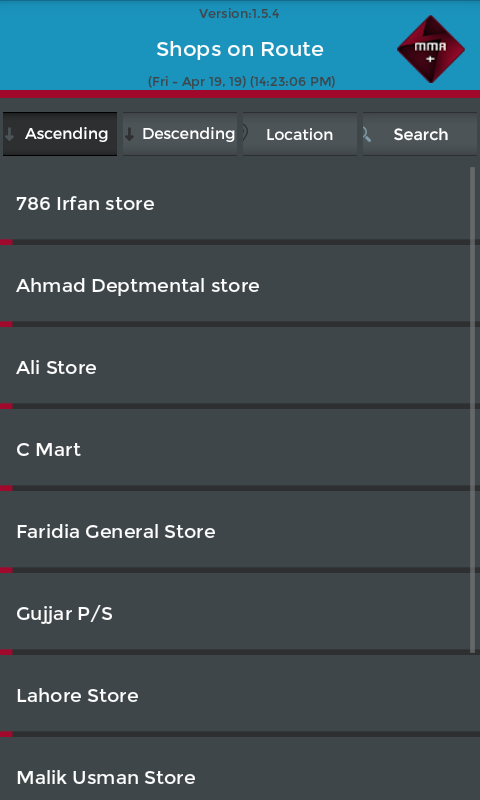 Version:1.5.4
Shops on Route
MMA
+
(Fri - Apr 19, 19) (14:23:06 PM)
Ascending
Descending
Location
Search
786 Irfan store
Ahmad Deptmental store
Ali Store
C Mart
Faridia General Store
Gujjar P/S
Lahore Store
Malik Usman Store